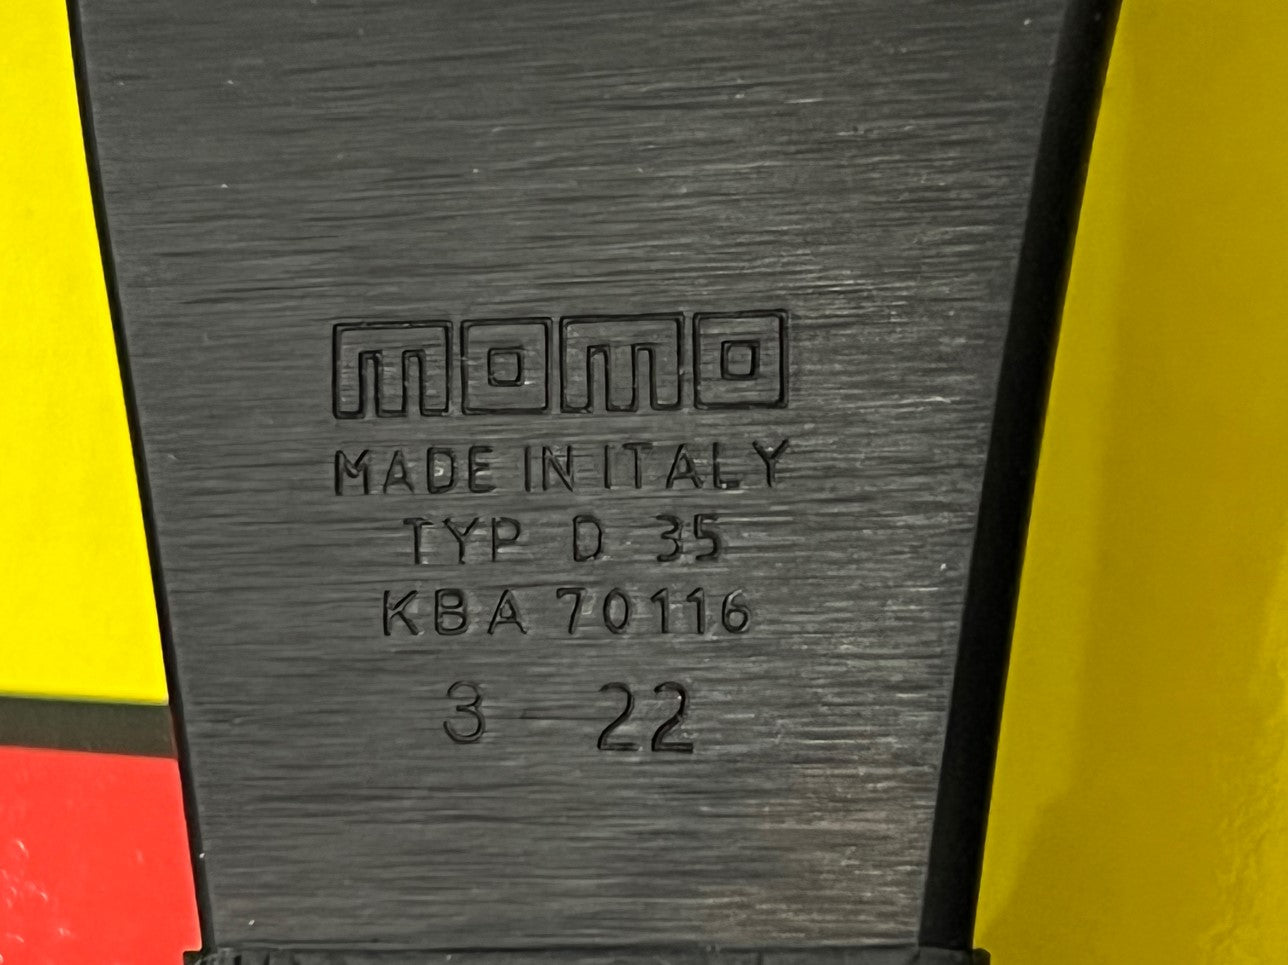 momo
MADE IN ITALY
TYP D 35
KBA 70116
3 22